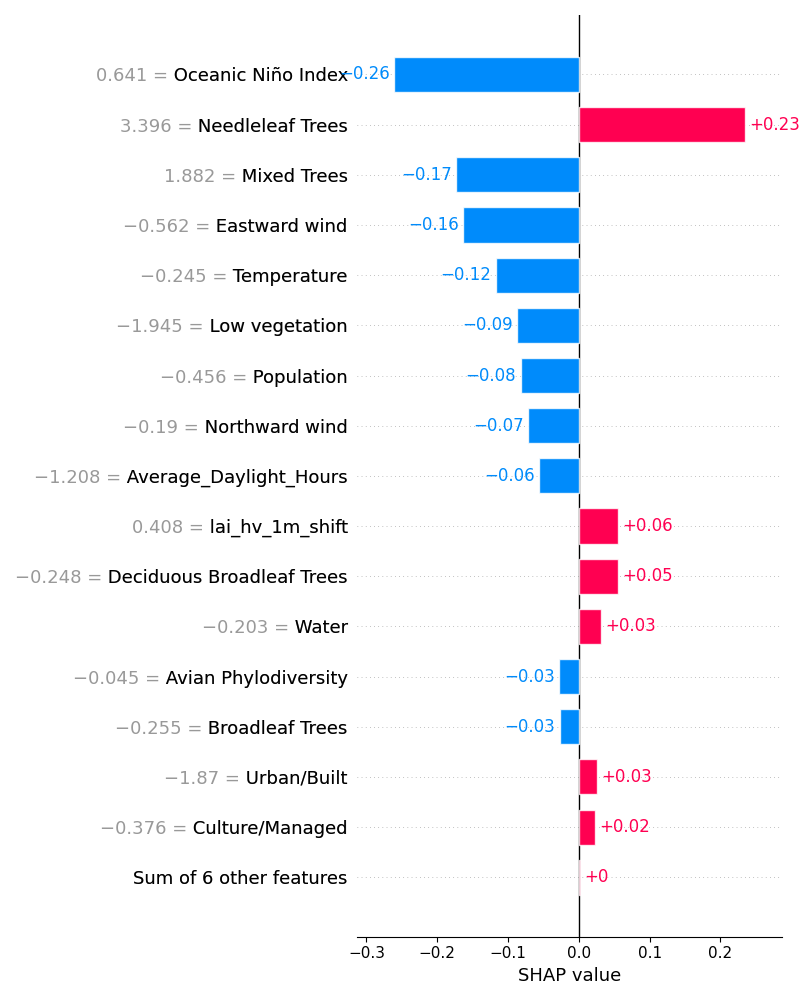 0.641 = Oceanic Niño Index −0.26
3.396 = Needleleaf Trees +0.23
1.882 = Mixed Trees −0.17
−0.562 = Eastward wind −0.16
−0.245 = Temperature −0.12
−1.945 = Low vegetation −0.09
−0.456 = Population −0.08
−0.19 = Northward wind −0.07
−1.208 = Average_Daylight_Hours −0.06
0.408 = lai_hv_1m_shift +0.06
−0.248 = Deciduous Broadleaf Trees +0.05
−0.203 = Water +0.03
−0.045 = Avian Phylodiversity −0.03
−0.255 = Broadleaf Trees −0.03
−1.87 = Urban/Built +0.03
−0.376 = Culture/Managed +0.02
Sum of 6 other features +0
−0.3 −0.2 −0.1 0.0 0.1 0.2
SHAP value